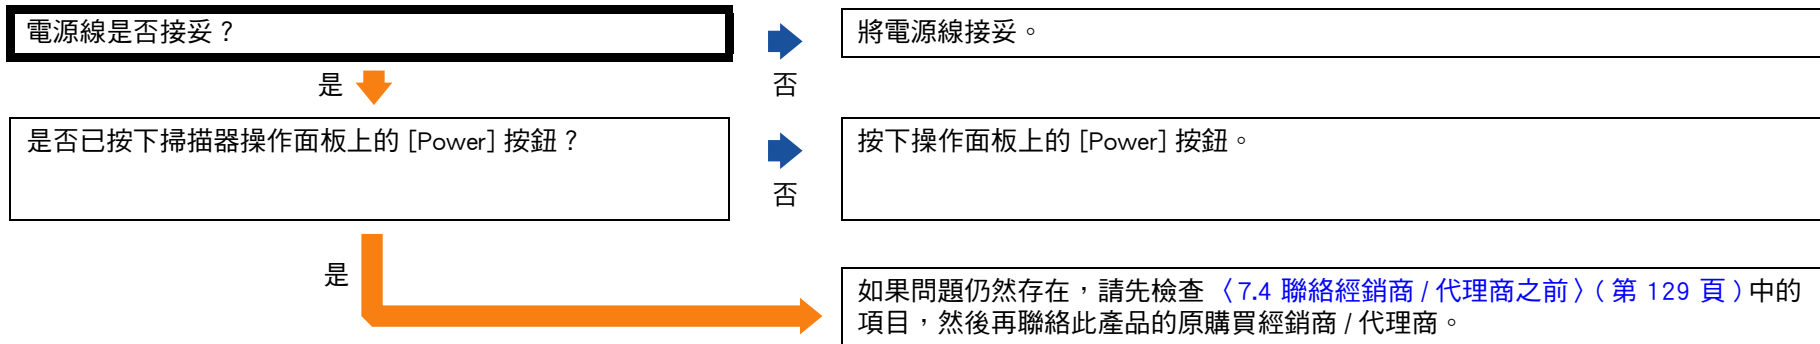 電源線是否接妥？
將電源線接妥。
是
否
是否已按下掃描器操作面板上的 [Power] 按鈕？
按下操作面板上的 [Power] 按鈕。
否
是
如果問題仍然存在，請先檢查 〈7.4 聯絡經銷商 / 代理商之前〉( 第 129 頁 ) 中的
項目，然後再聯絡此產品的原購買經銷商 / 代理商。